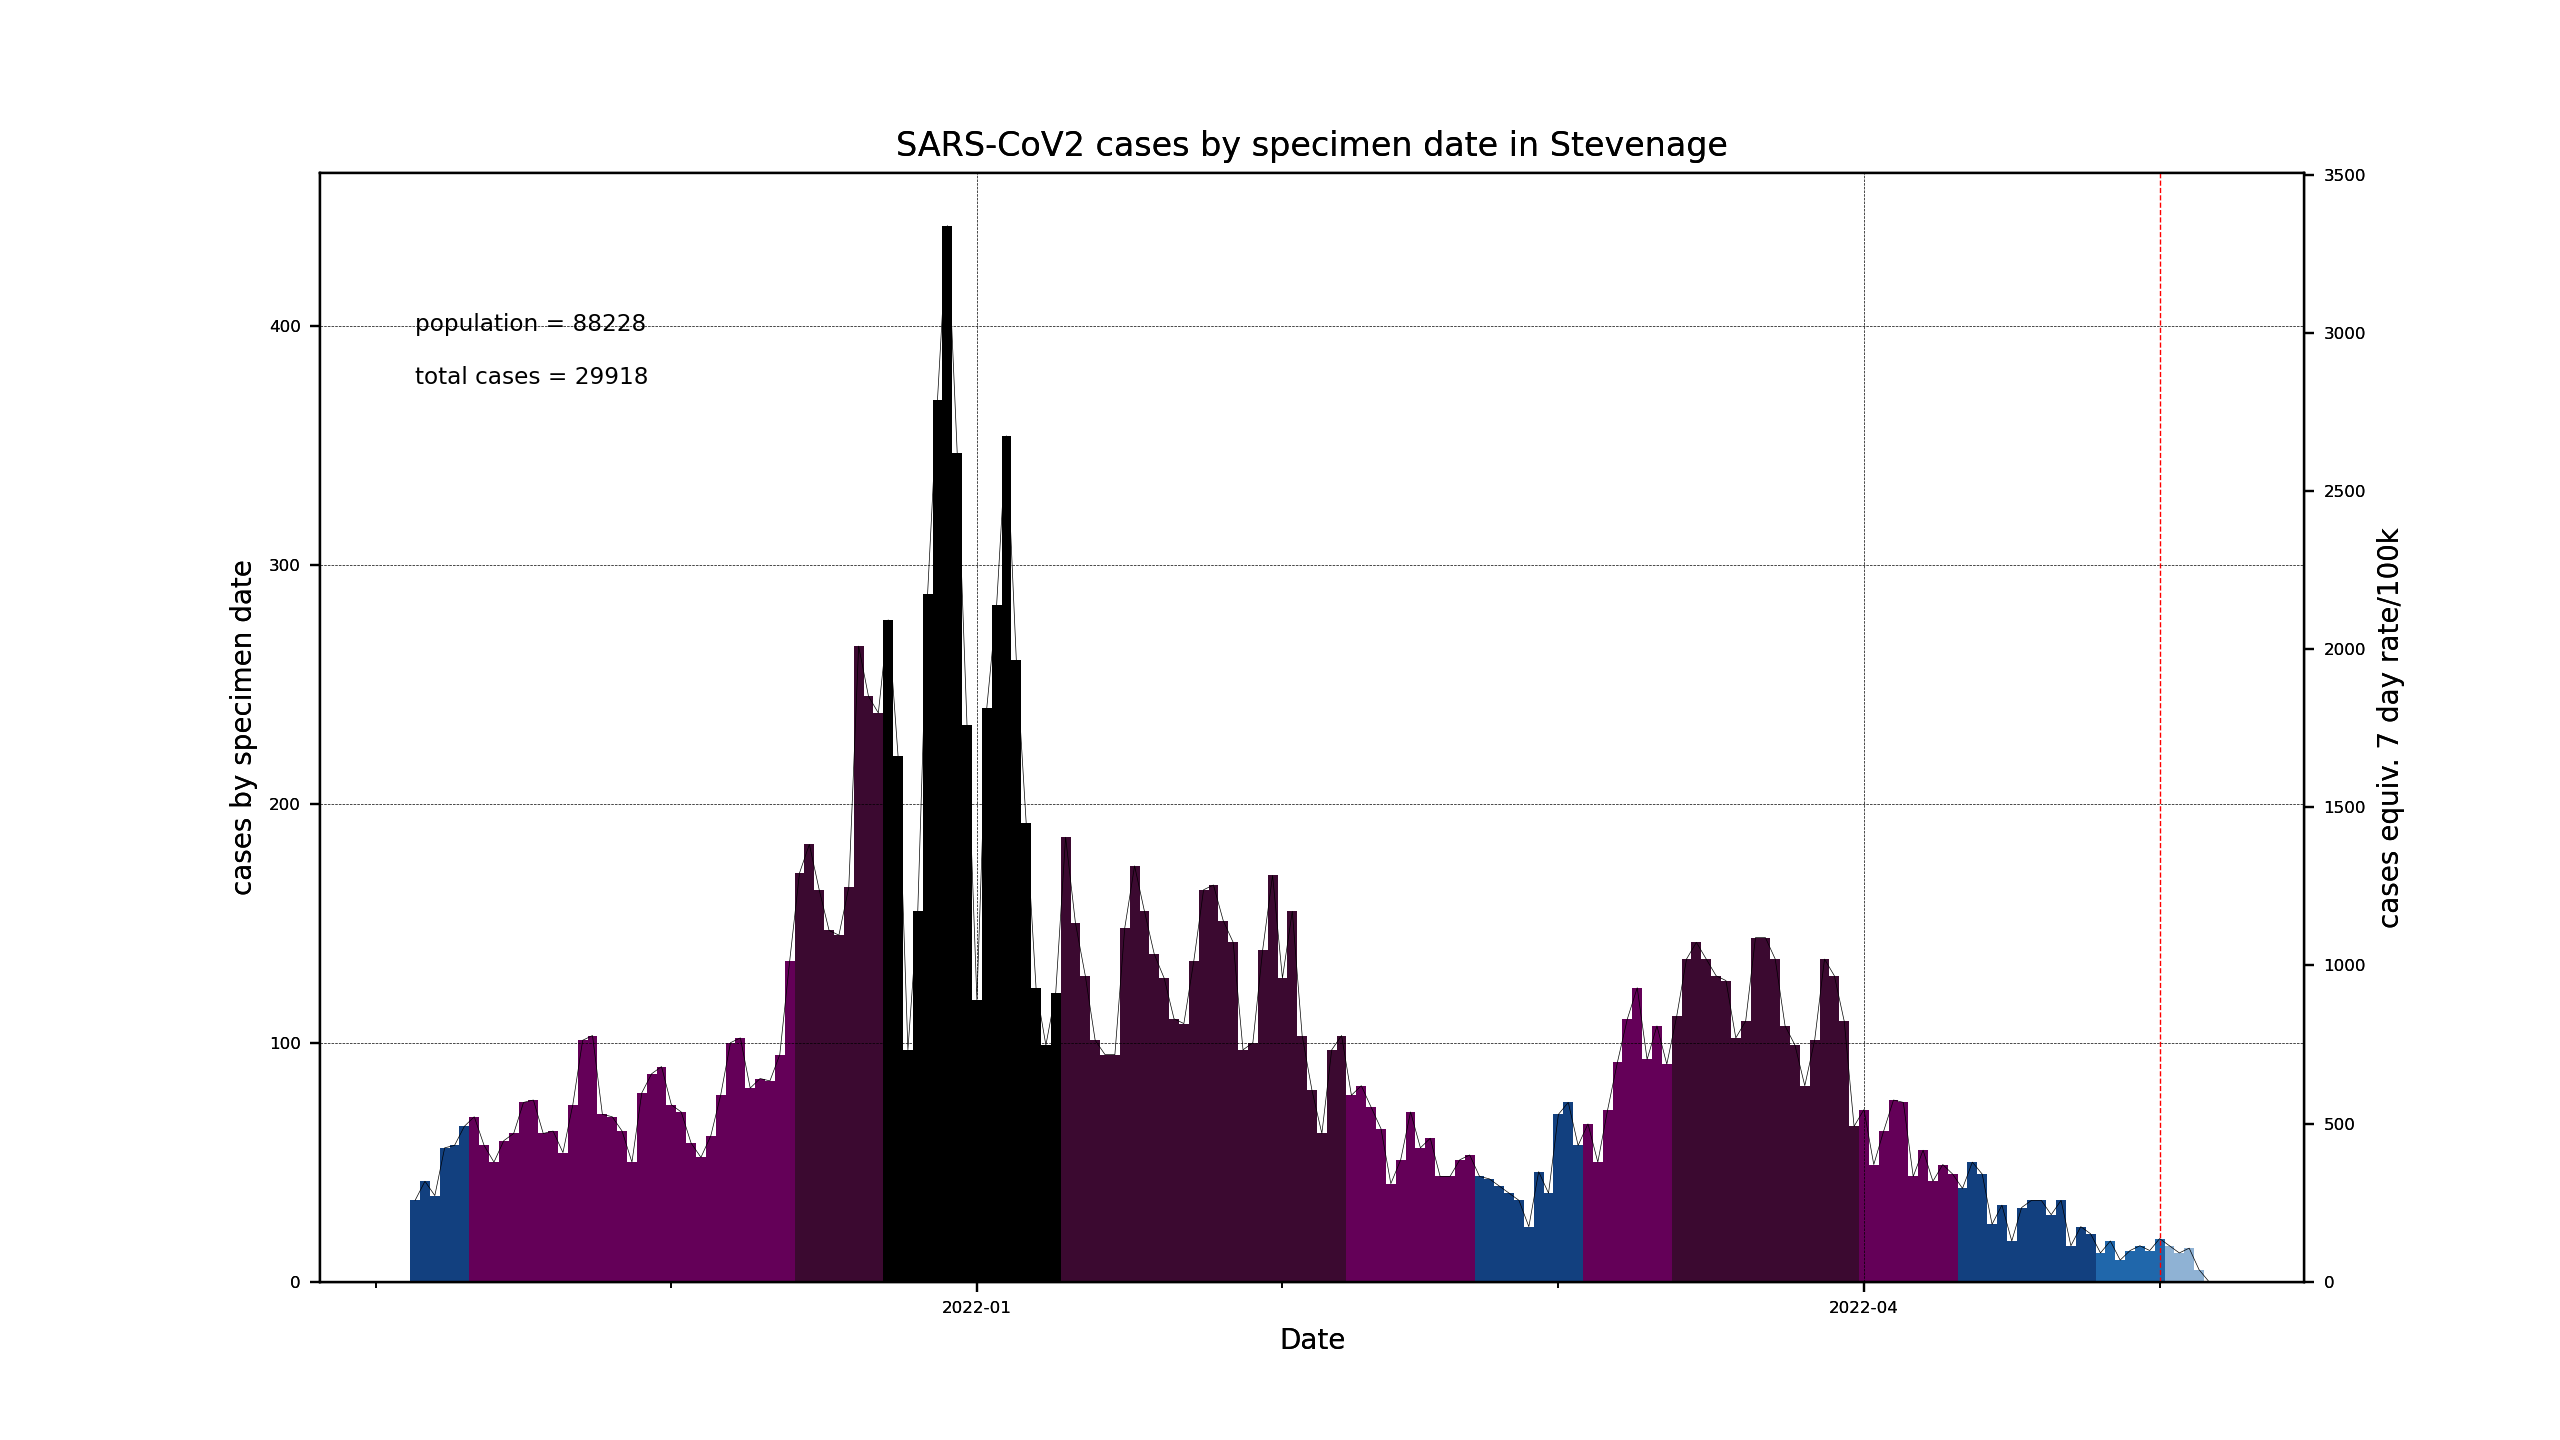 SARS-CoV2 cases by specimen date in Stevenage
population = 88228
total cases = 29918
cases by specimen date
400
300
200
100
0
3500
3000
2500
2000
1500
1000
500
0
cases equiv. 7 day rate/100k
2022-01
2022-04
Date